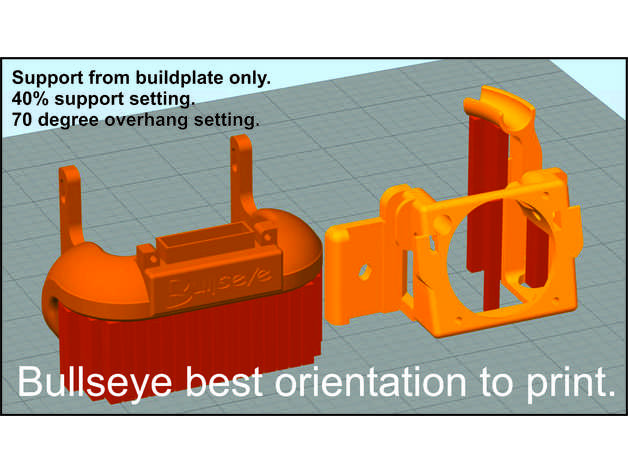 Support from buildplate only.
40% support setting.
70 degree overhang setting.
Bullseye
Bullseye best orientation to print.